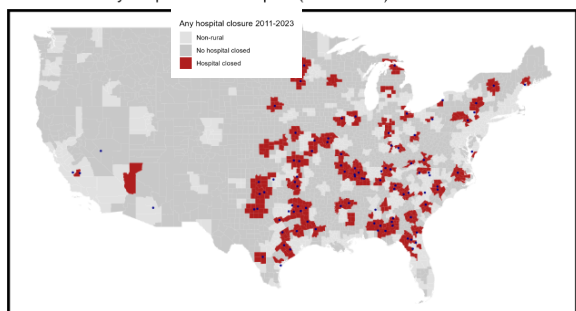 Any hospital closure 2011-2023
Non-rural
No hospital closed
Hospital closed